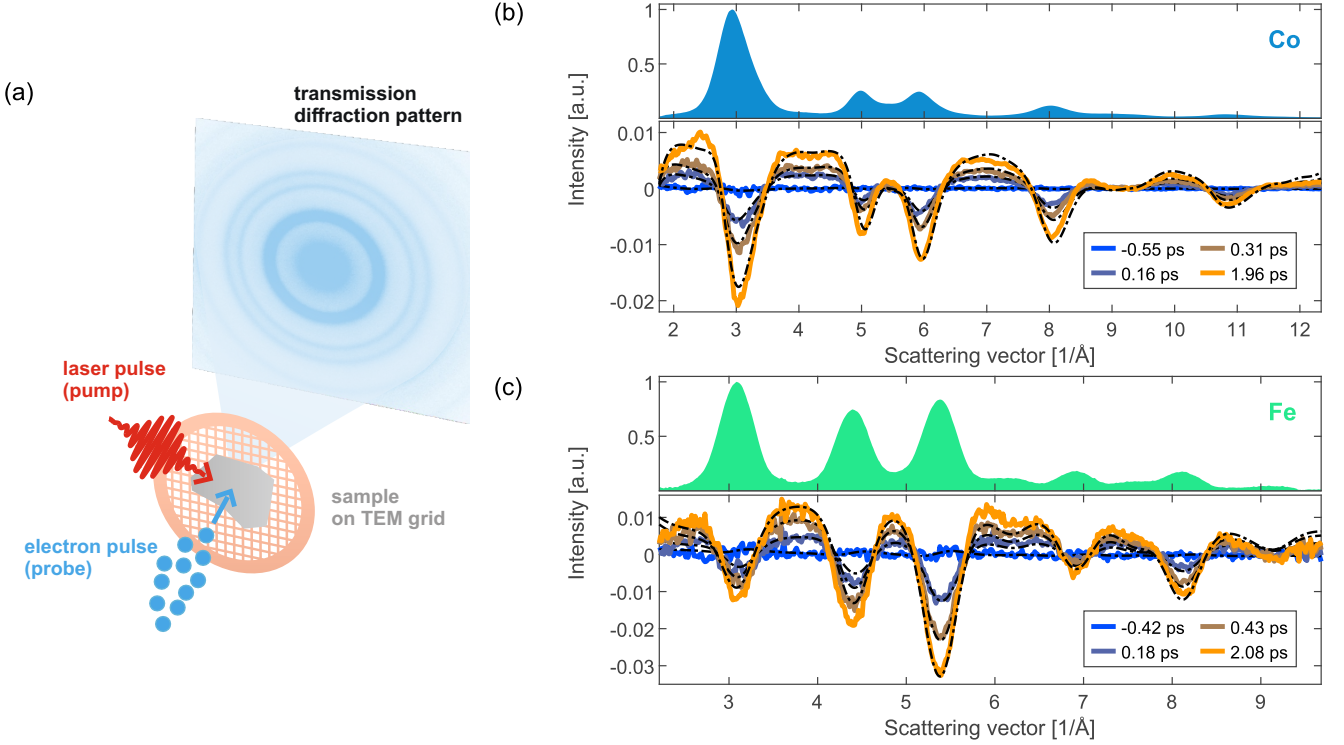 (a)
transmission
diffraction pattern
laser pulse
(pump)
sample
on TEM grid
electron pulse
(probe)
(b)
Co
1
0.5
Intensity [a.u.]
0.01
0
-0.01
-0.02
-0.55 ps
0.31 ps
0.16 ps
1.96 ps
2 3 4 5 6 7 8 9 10 11 12
Scattering vector [1/Å]
(c)
Fe
1
0.5
Intensity [a.u.]
0.01
0
-0.01
-0.02
-0.03
-0.42 ps
0.43 ps
0.18 ps
2.08 ps
3 4 5 6 7 8 9
Scattering vector [1/Å]